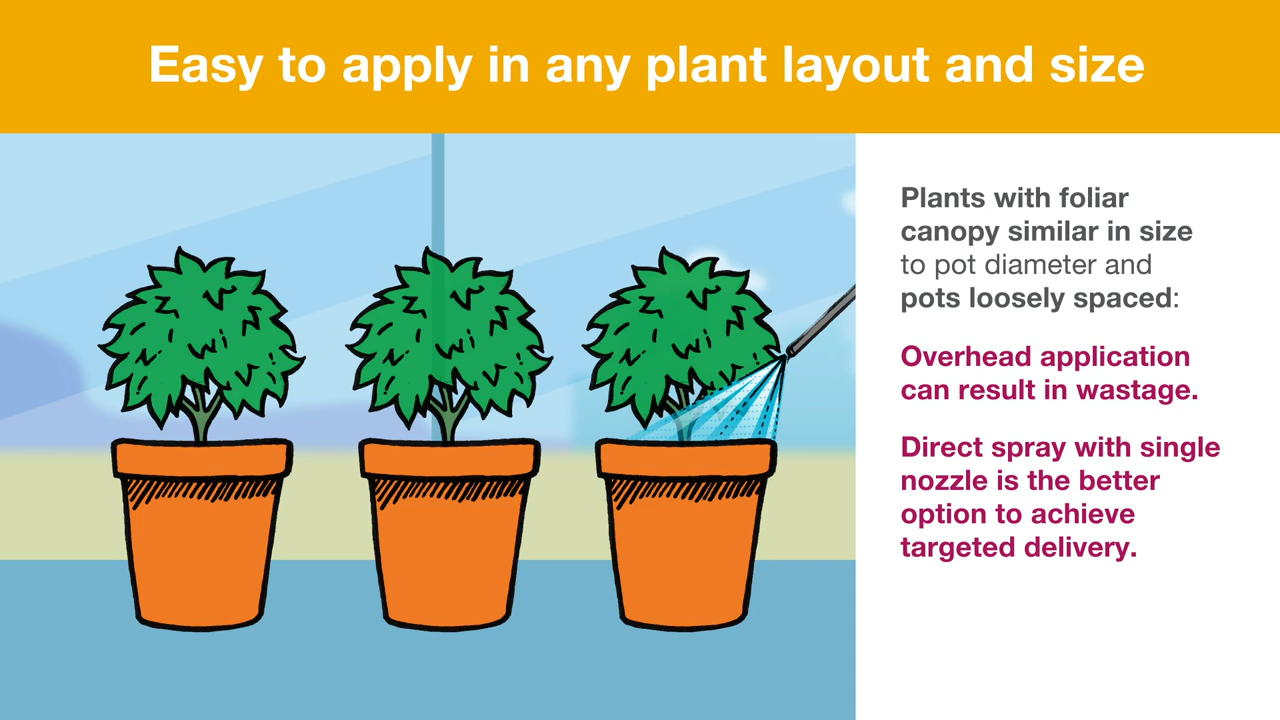 Easy to apply in any plant layout and size
Plants with foliar
canopy similar in size
to pot diameter and
pots loosely spaced:
Overhead application
can result in wastage.
Direct spray with single
nozzle is the better
option to achieve
targeted delivery.